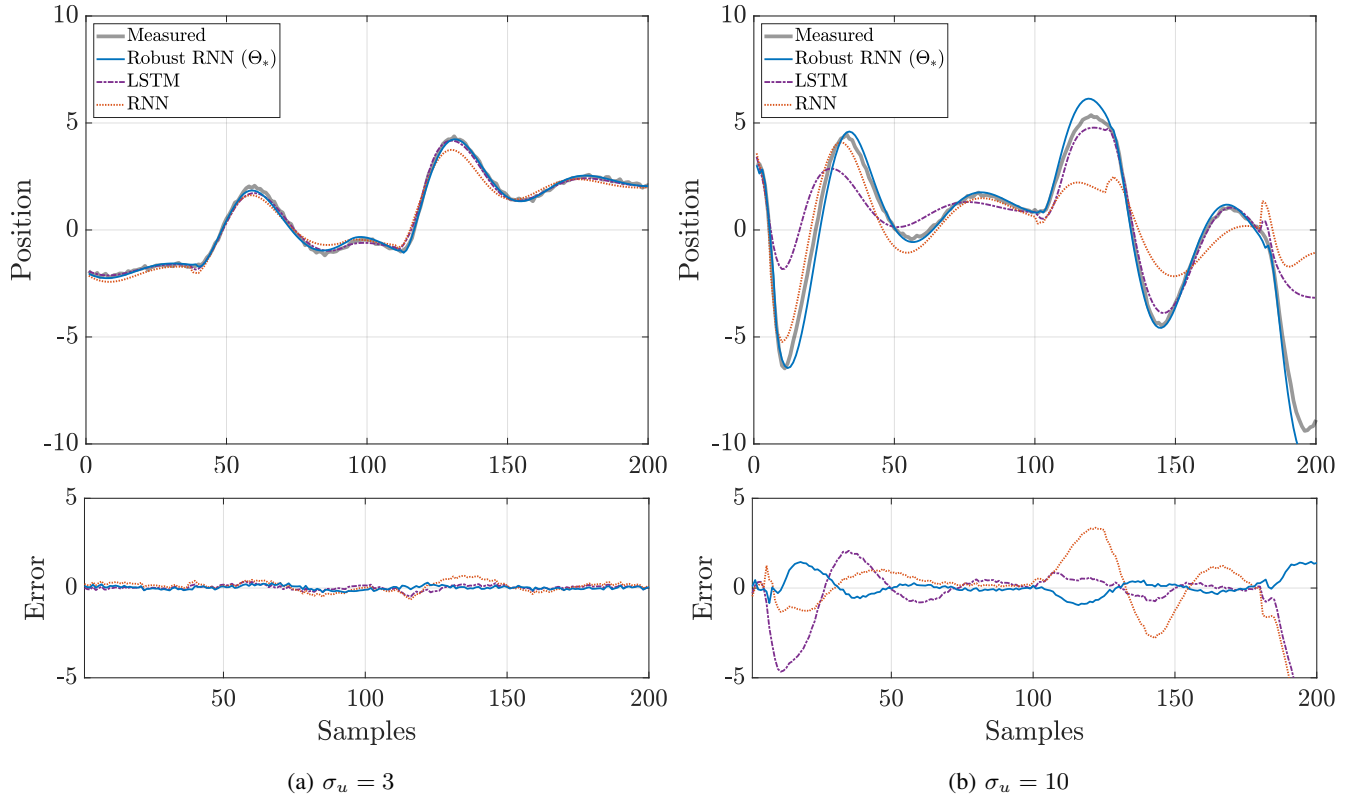 10
5
0
-5
-10
Position
Measured
Robust RNN (Θ*)
LSTM
RNN
0 50 100 150 200
5
0
-5
Error
50 100 150 200
Samples
(a) σu = 3
10
5
0
-5
-10
Position
Measured
Robust RNN (Θ*)
LSTM
RNN
0 50 100 150 200
5
0
-5
Error
50 100 150 200
Samples
(b) σu = 10